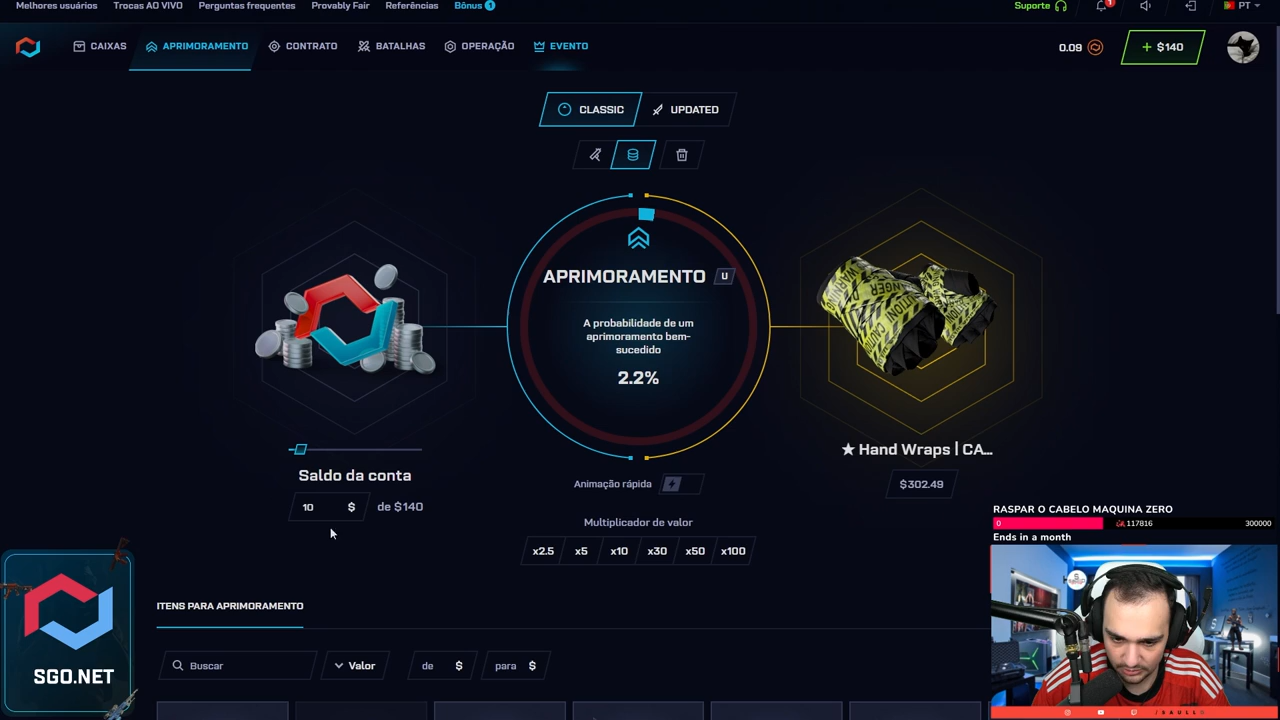 Melhores usuários Trocas AO VIVO Perguntas frequentes Provably Fair Referências Bônus 1 Suporte 1 PT
CAIXAS APRIMORAMENTO CONTRATO BATALHAS OPERAÇÃO EVENTO 0.09 + $140
CLASSIC UPDATED
APRIMORAMENTO U
A probabilidade de um
aprimoramento bem-
sucedido
2.2%
★ Hand Wraps | CA...
$302.49
Saldo da conta
10 $ de $140
Animação rápida
Multiplicador de valor
x2.5 x5 x10 x30 x50 x100
RASPAR O CABELO MAQUINA ZERO
0 117816 300000
Ends in a month
ITENS PARA APRIMORAMENTO
Buscar Valor de $ para $
SGO.NET
/SAULLO